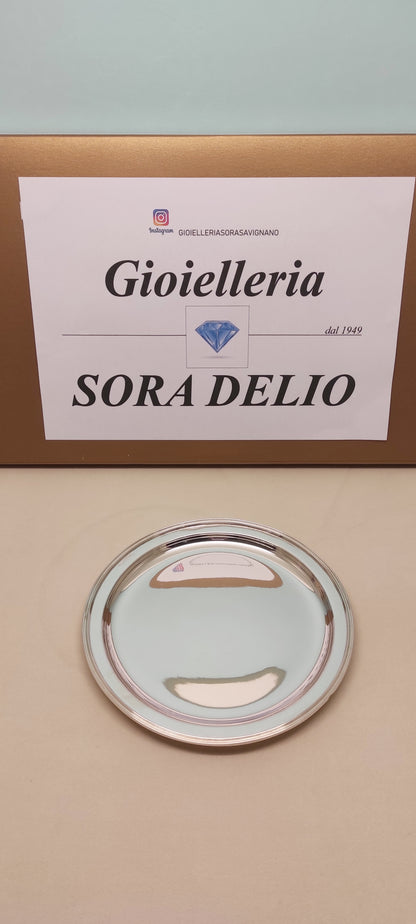 Instagram GIOIELLERIASORASAVIGNANO
Gioielleria
dal 1949
SORA DELIO